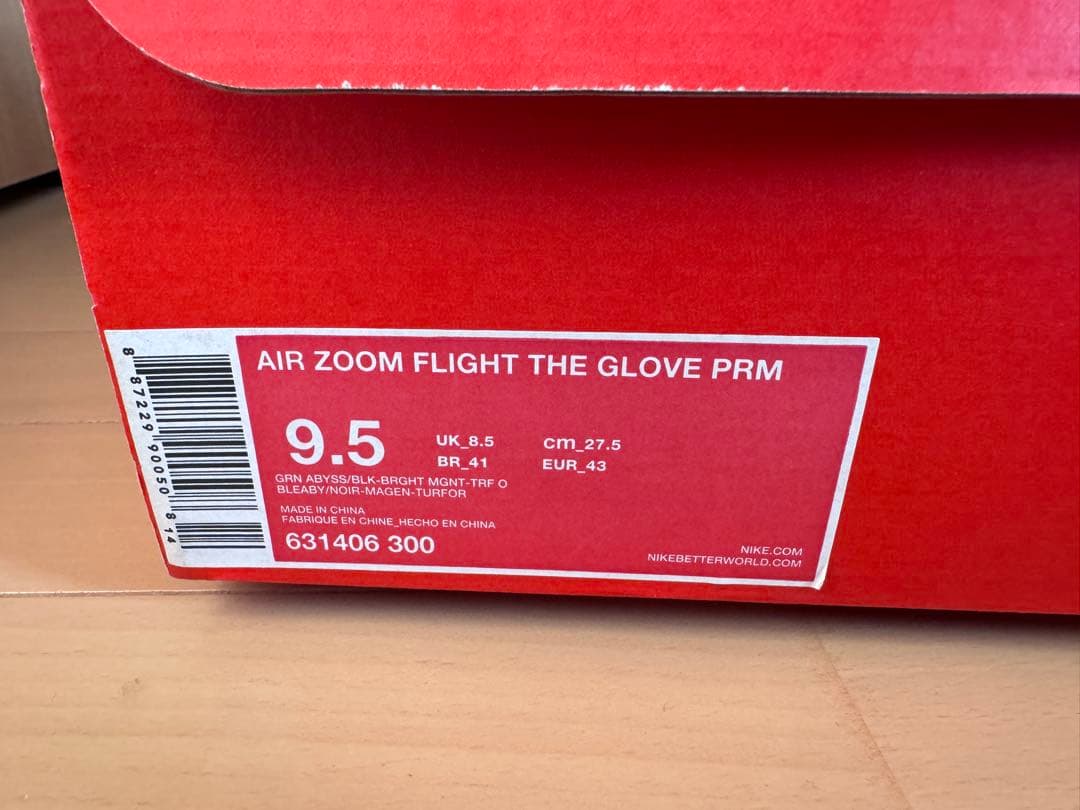 AIR ZOOM FLIGHT THE GLOVE PRM
9.5
UK_8.5 cm_27.5
BR_41 EUR_43
GRN ABYSS/BLK-BRGHT MGNT-TRF O
BLEABY/NOIR-MAGEN-TURFOR
MADE IN CHINA
FABRIQUE EN CHINE_HECHO EN CHINA
631406 300
NIKE.COM
NIKEBETTERWORLD.COM
8 87229 90050 8 14